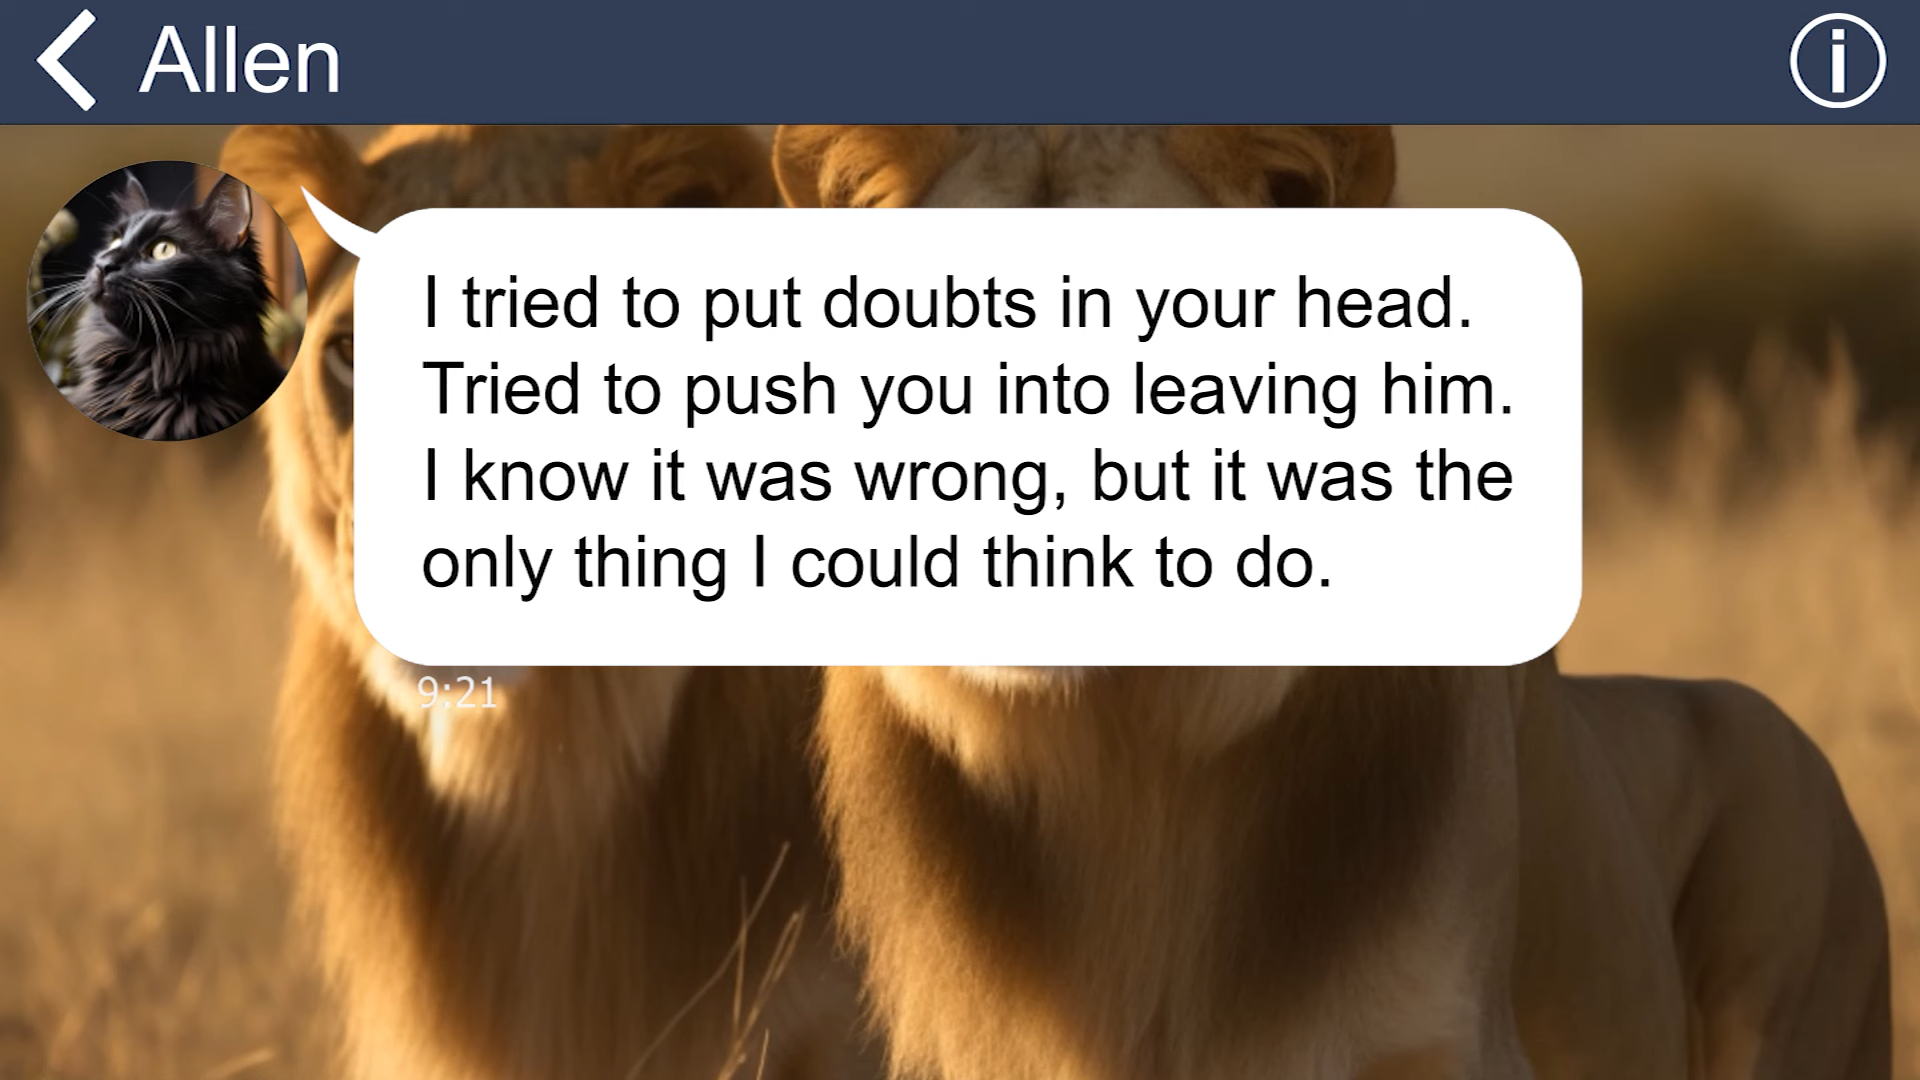 Allen
I tried to put doubts in your head.
Tried to push you into leaving him.
I know it was wrong, but it was the
only thing I could think to do.
9:21